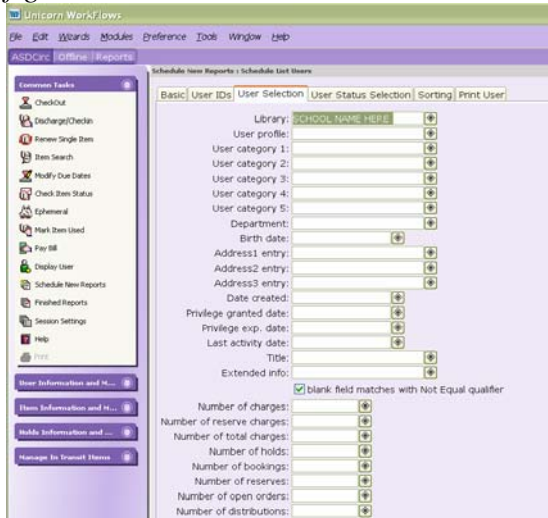 Unicorn WorkFlows
File Edit Wizards Modules Preference Tools Window Help
ASDCirc Offline Reports
Schedule New Reports : Schedule List Users
Common Tasks
CheckOut
Discharge/Checkin
Renew Single Item
Item Search
Modify Due Dates
Check Item Status
Ephemeral
Mark Item Used
Pay Bill
Display User
Schedule New Reports
Finished Reports
Session Settings
Help
Print
User Information and M...
Item Information and M...
Holds Information and ...
Manage In Transit Items
Basic User IDs User Selection User Status Selection Sorting Print User
Library: SCHOOL NAME HERE
User profile:
User category 1:
User category 2:
User category 3:
User category 4:
User category 5:
Department:
Birth date:
Address1 entry:
Address2 entry:
Address3 entry:
Date created:
Privilege granted date:
Privilege exp. date:
Last activity date:
Title:
Extended info:
blank field matches with Not Equal qualifier
Number of charges:
Number of reserve charges:
Number of total charges:
Number of holds:
Number of bookings:
Number of reserves:
Number of open orders:
Number of distributions: